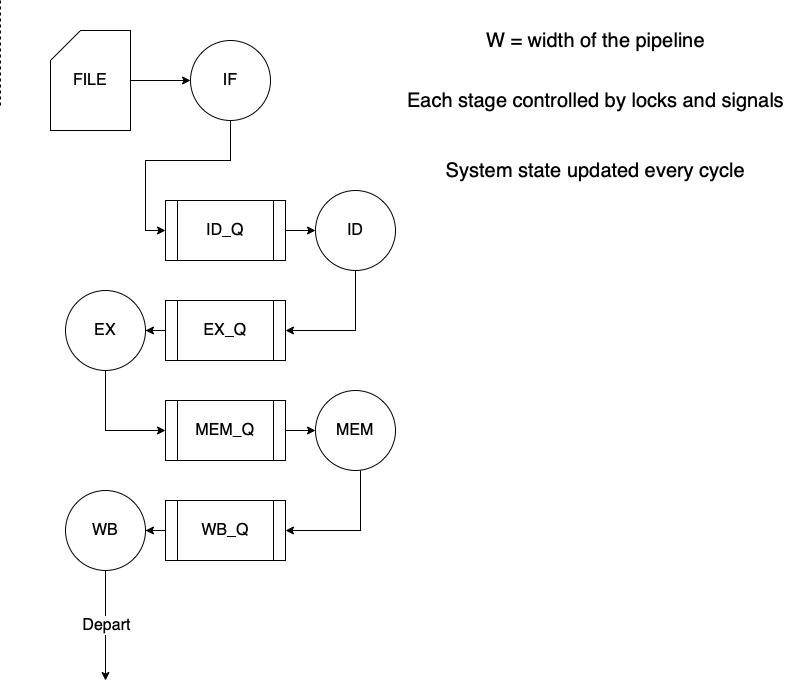 W = width of the pipeline
FILE
IF
Each stage controlled by locks and signals
System state updated every cycle
ID_Q
ID
EX
EX_Q
MEM_Q
MEM
WB
WB_Q
Depart